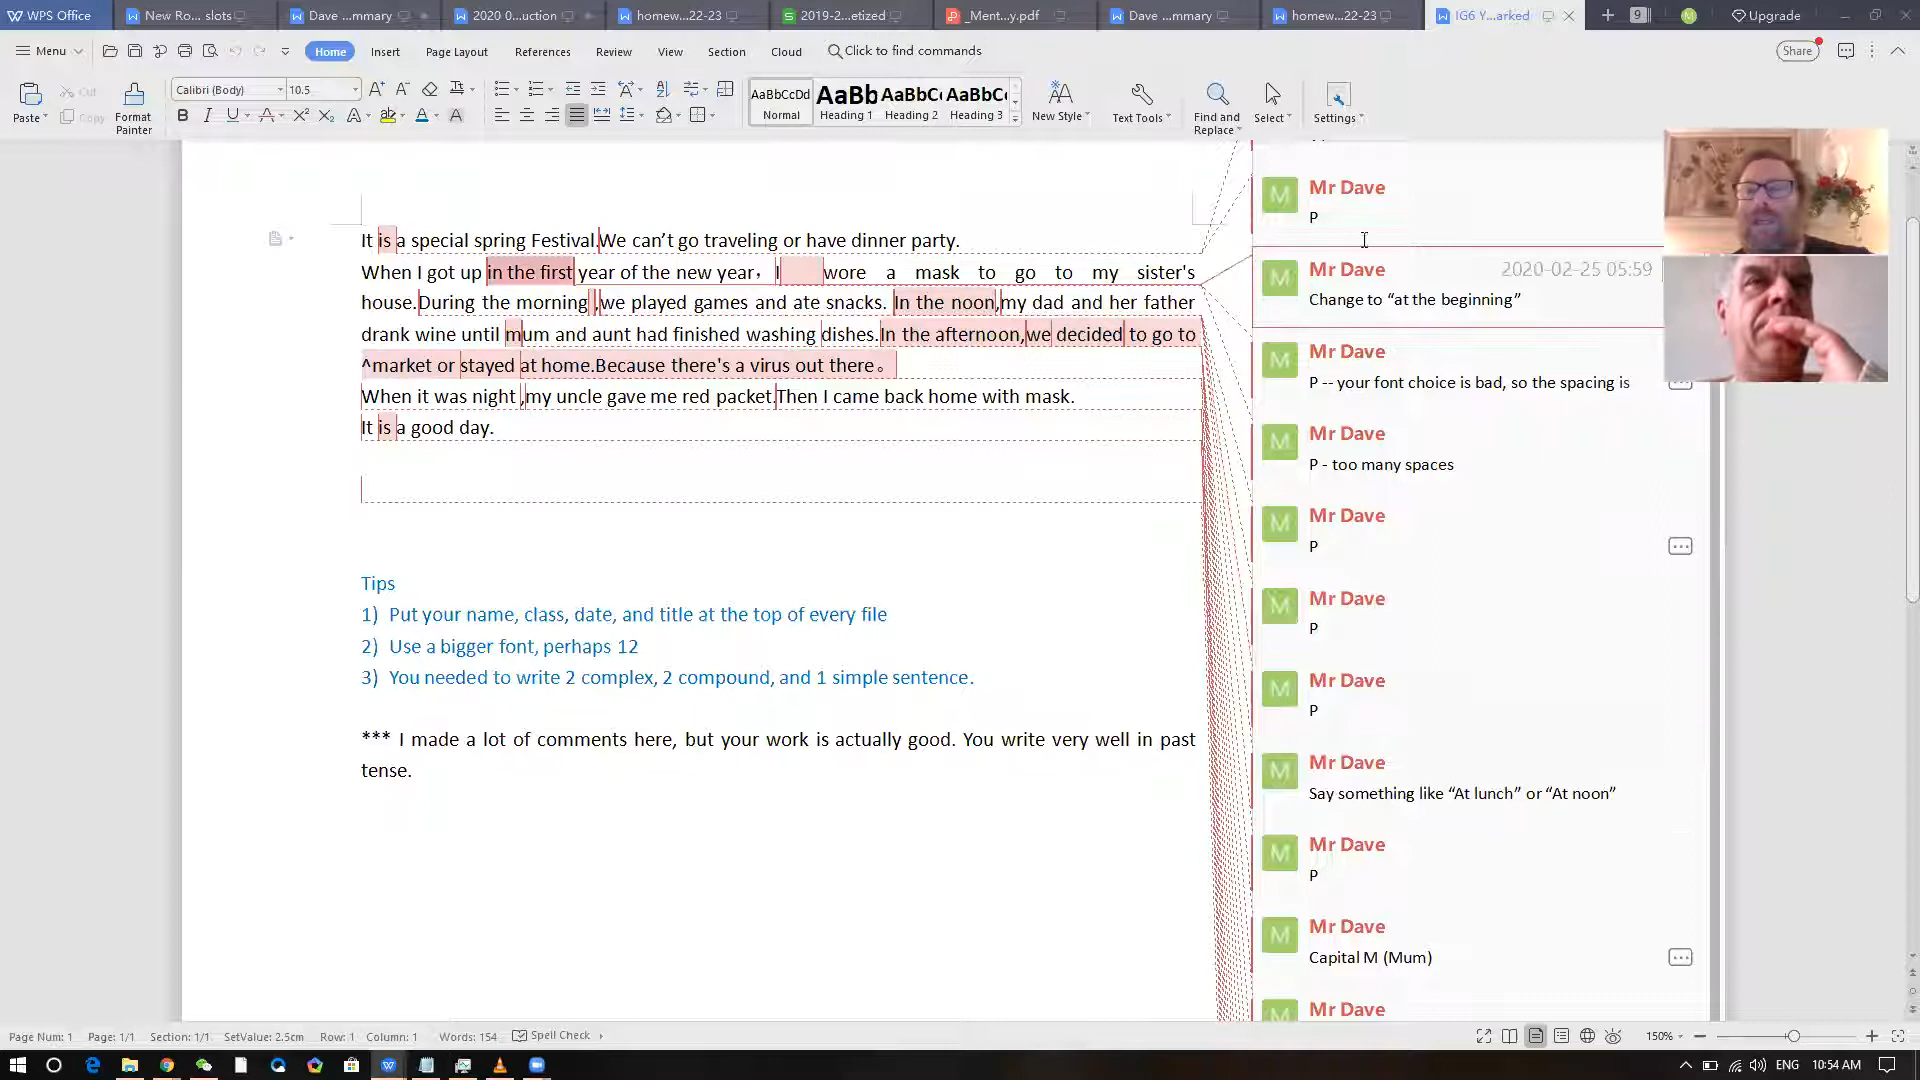 WPS Office
New Ro... slots
Dave ...mmary
2020 0...uction
homew...22-23
2019-2...etized
_Ment...y.pdf
Dave ...mmary
homew...22-23
IG6 Y...arked
9
M
Upgrade
Menu
Home
Insert
Page Layout
References
Review
View
Section
Cloud
Click to find commands
Share
Paste
Cut
Copy
Format Painter
Calibri (Body)
10.5
AaBbCcDd
Normal
AaBb
Heading 1
AaBbC
Heading 2
AaBbC
Heading 3
New Style
Text Tools
Find and Replace
Select
Settings
It is a special spring Festival.We can't go traveling or have dinner party.
When I got up in the first year of the new year，I wore a mask to go to my sister's
house.During the morning ,we played games and ate snacks. In the noon,my dad and her father
drank wine until mum and aunt had finished washing dishes.In the afternoon,we decided to go to
^market or stayed at home.Because there's a virus out there。
When it was night ,my uncle gave me red packet.Then I came back home with mask.
It is a good day.
Tips
1) Put your name, class, date, and title at the top of every file
2) Use a bigger font, perhaps 12
3) You needed to write 2 complex, 2 compound, and 1 simple sentence.
*** I made a lot of comments here, but your work is actually good. You write very well in past
tense.
Mr Dave
P
Mr Dave 2020-02-25 05:59
Change to “at the beginning”
Mr Dave
P -- your font choice is bad, so the spacing is
Mr Dave
P - too many spaces
Mr Dave
P
Mr Dave
P
Mr Dave
P
Mr Dave
Say something like “At lunch” or “At noon”
Mr Dave
P
Mr Dave
Capital M (Mum)
Mr Dave
Page Num: 1 Page: 1/1 Section: 1/1 SetValue: 2.5cm Row: 1 Column: 1 Words: 154 Spell Check
150%
ENG
10:54 AM